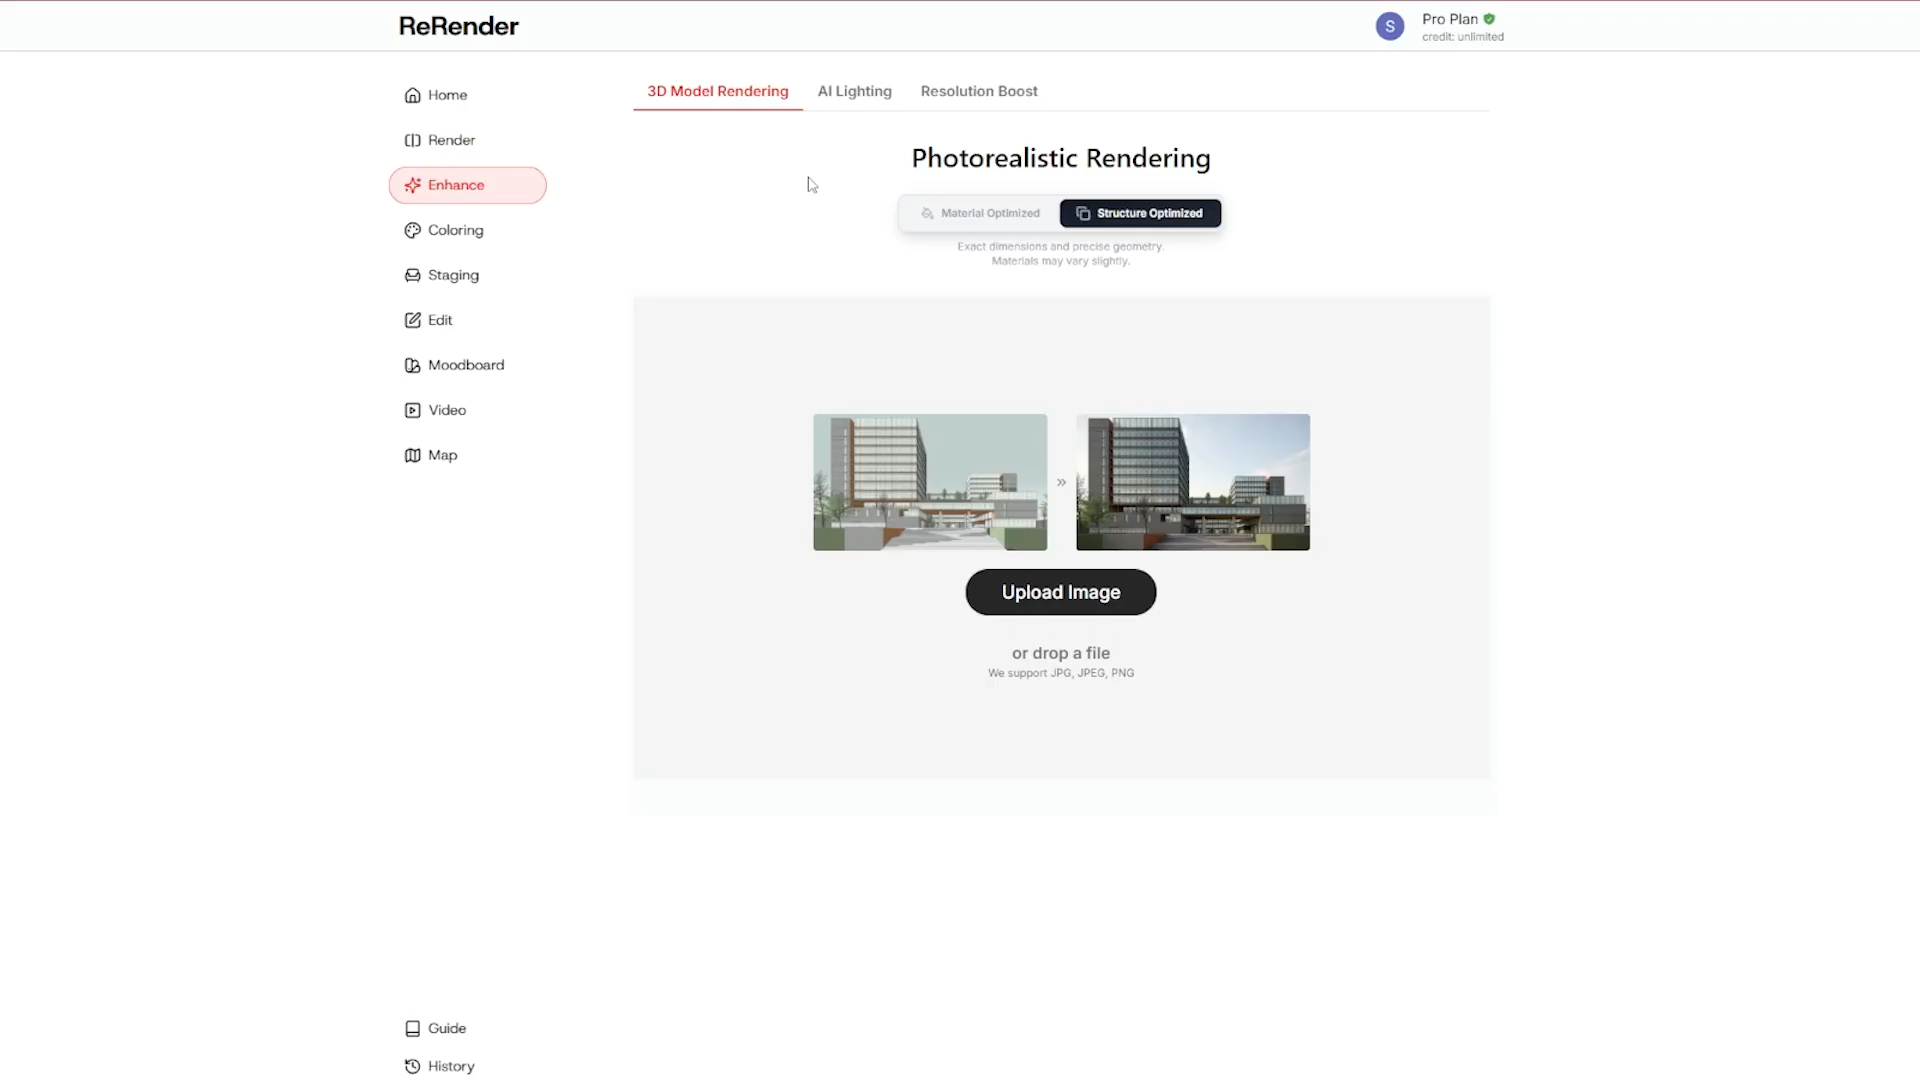 ReRender
S
Pro Plan
credit: unlimited
Home
Render
Enhance
Coloring
Staging
Edit
Moodboard
Video
Map
Guide
History
3D Model Rendering
AI Lighting
Resolution Boost
Photorealistic Rendering
Material Optimized
Structure Optimized
Exact dimensions and precise geometry.
Materials may vary slightly.
»
Upload Image
or drop a file
We support JPG, JPEG, PNG